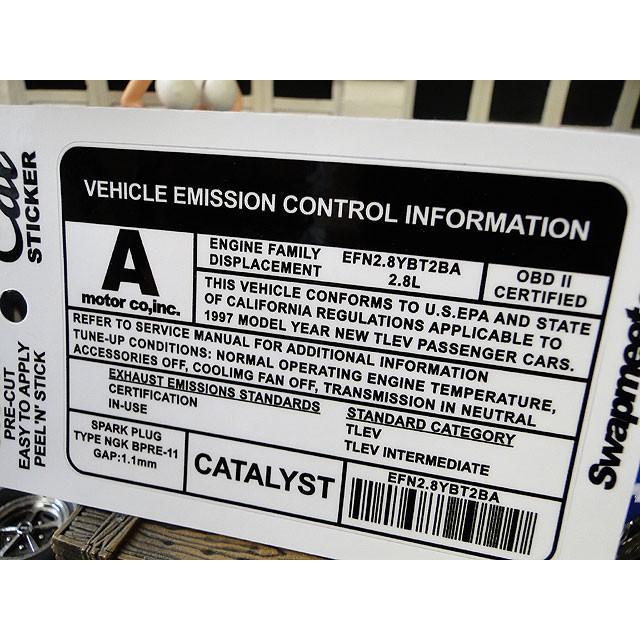 Cal
STICKER
PRE-CUT
EASY TO APPLY
PEEL'N' STICK
VEHICLE EMISSION CONTROL INFORMATION
A
motor co,inc.
ENGINE FAMILY EFN2.8YBT2BA
DISPLACEMENT 2.8L
OBD II
CERTIFIED
THIS VEHICLE CONFORMS TO U.S.EPA AND STATE
OF CALIFORNIA REGULATIONS APPLICABLE TO
1997 MODEL YEAR NEW TLEV PASSENGER CARS.
REFER TO SERVICE MANUAL FOR ADDITIONAL INFORMATION
TUNE-UP CONDITIONS: NORMAL OPERATING ENGINE TEMPERATURE,
ACCESSORIES OFF, COOLIMG FAN OFF, TRANSMISSION IN NEUTRAL
EXHAUST EMISSIONS STANDARDS
CERTIFICATION
IN-USE
STANDARD CATEGORY
TLEV
TLEV INTERMEDIATE
SPARK PLUG
TYPE NGK BPRE-11
GAP:1.1mm
CATALYST
EFN2.8YBT2BA
Swapmeet